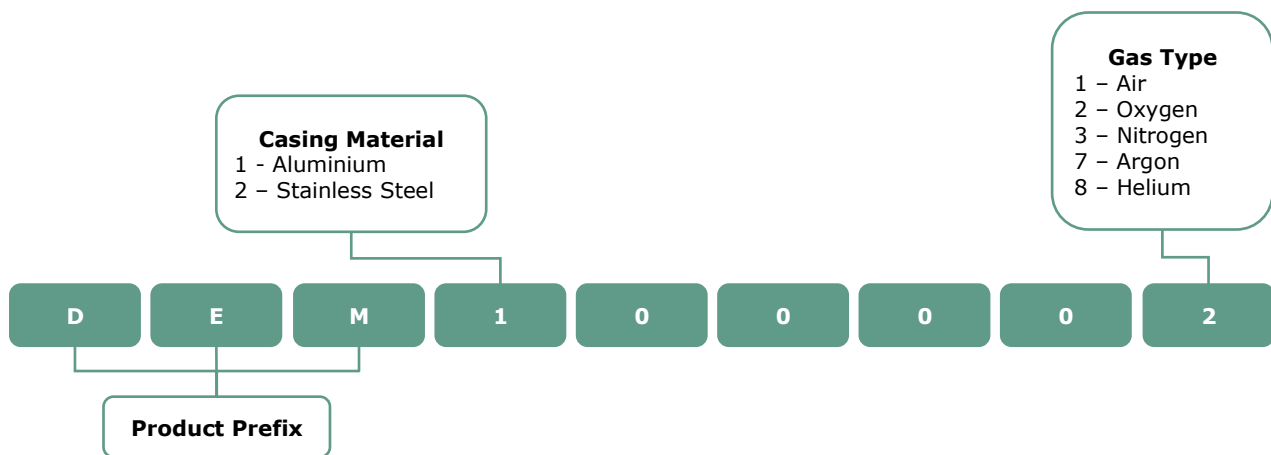 Gas Type
1 – Air
2 – Oxygen
3 – Nitrogen
7 – Argon
8 – Helium
Casing Material
1 - Aluminium
2 – Stainless Steel
D E M 1 0 0 0 0 2
Product Prefix